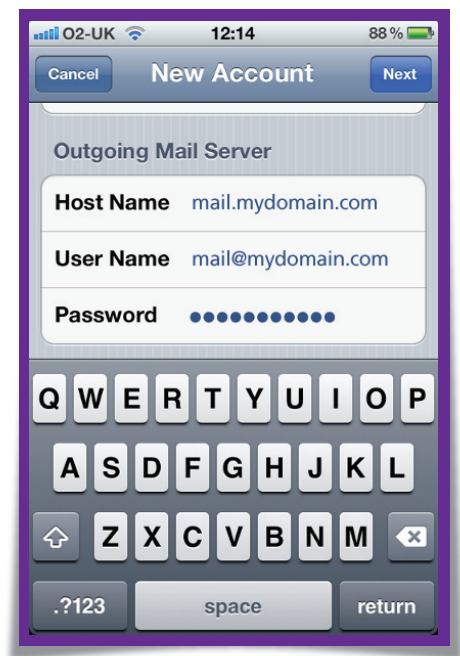 O2-UK 12:14 88%
Cancel New Account Next
Outgoing Mail Server
Host Name mail.mydomain.com
User Name mail@mydomain.com
Password ●●●●●●●●●●●
Q W E R T Y U I O P
A S D F G H J K L
Z X C V B N M
.?123 space return